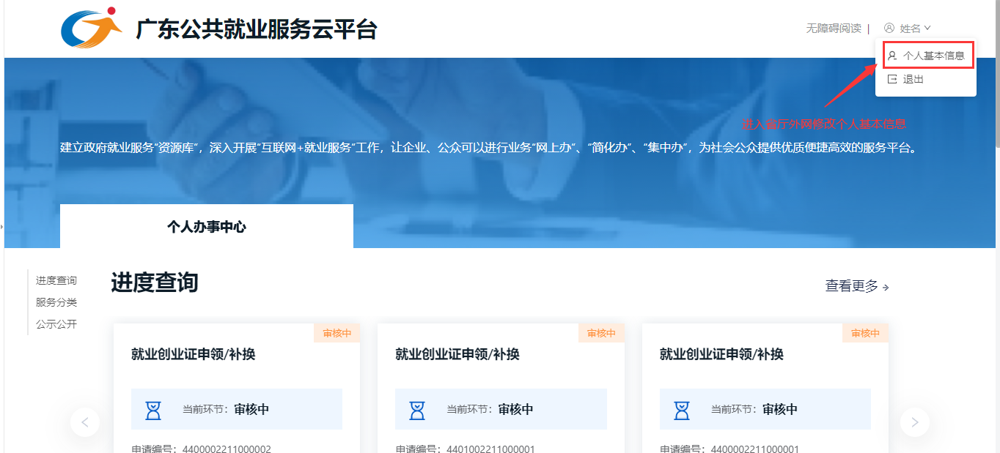 广东公共就业服务云平台
无障碍阅读 | 姓名
个人基本信息
退出
进入省厅外网修改个人基本信息
建立政府就业服务“资源库”，深入开展“互联网+就业服务”工作，让企业、公众可以进行业务“网上办”、“简化办”、“集中办”，为社会公众提供优质便捷高效的服务平台。
个人办事中心
进度查询
服务分类
公示公开
进度查询
查看更多
审核中
就业创业证申领/补换
当前环节：审核中
申请编号：4400002211000002
审核中
就业创业证申领/补换
当前环节：审核中
申请编号：4401002211000001
审核中
就业创业证申领/补换
当前环节：审核中
申请编号：4400002211000001